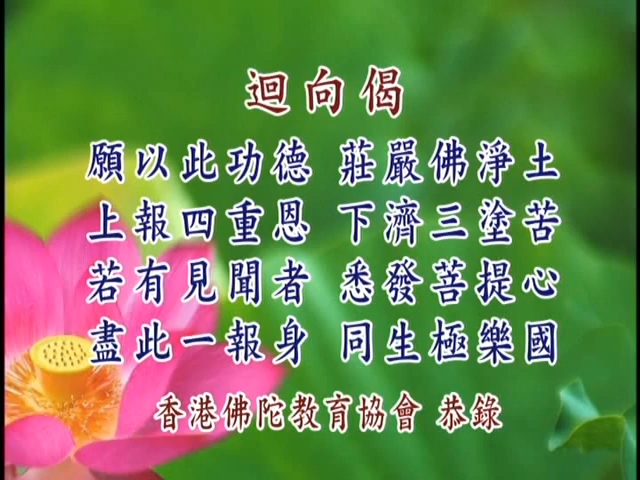 迴向偈
願以此功德 莊嚴佛淨土
上報四重恩 下濟三塗苦
若有見聞者 悉發菩提心
盡此一報身 同生極樂國
香港佛陀教育協會 恭錄